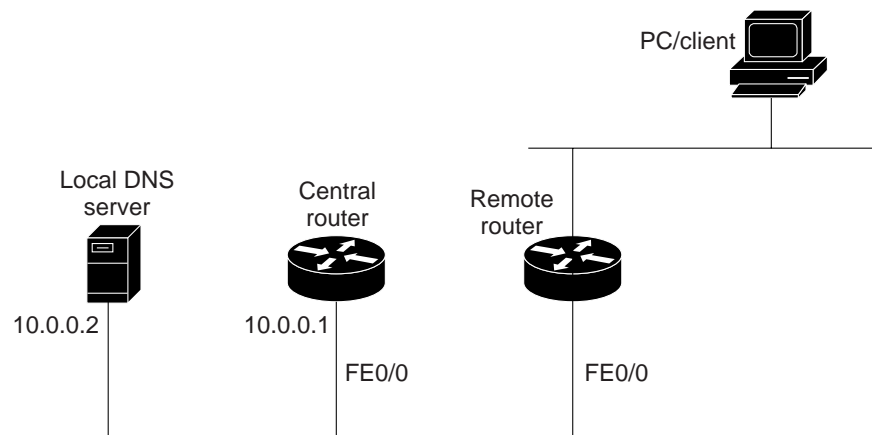 PC/client
Local DNS
server
Central
router
Remote
router
10.0.0.2
10.0.0.1
FE0/0
FE0/0